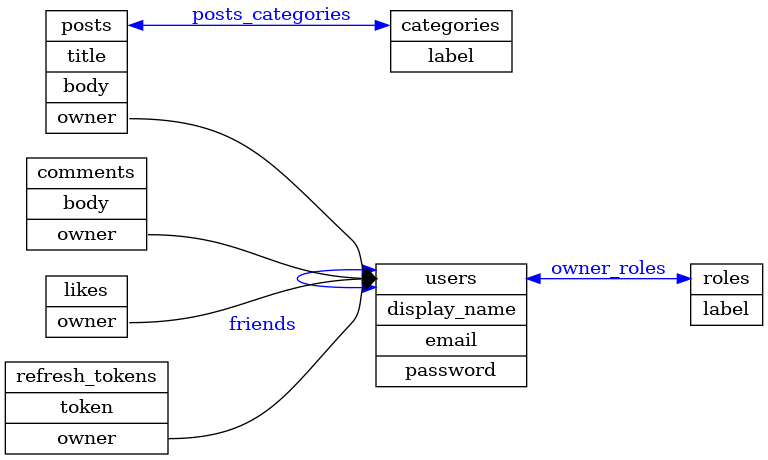 posts
title
body
owner
posts_categories
categories
label
comments
body
owner
likes
owner
friends
refresh_tokens
token
owner
users
display_name
email
password
owner_roles
roles
label